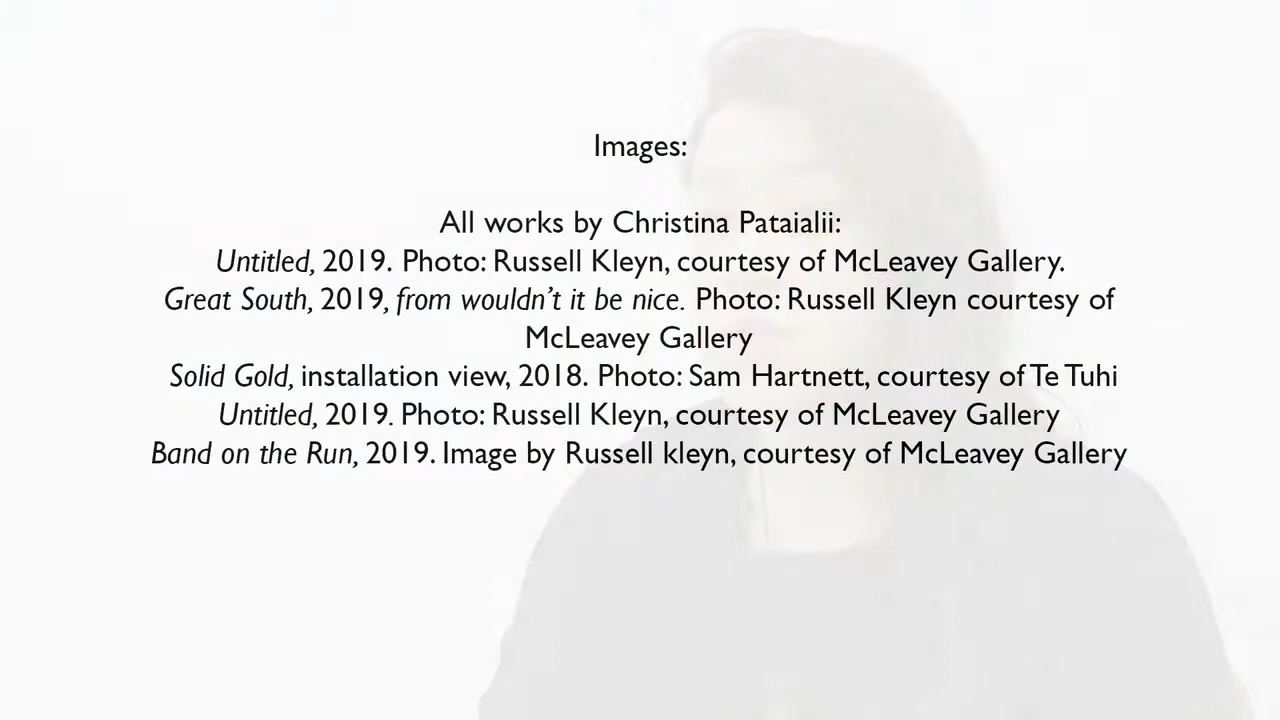 Images:
All works by Christina Pataialii:
Untitled, 2019. Photo: Russell Kleyn, courtesy of McLeavey Gallery.
Great South, 2019, from wouldn’t it be nice. Photo: Russell Kleyn courtesy of
McLeavey Gallery
Solid Gold, installation view, 2018. Photo: Sam Hartnett, courtesy of Te Tuhi
Untitled, 2019. Photo: Russell Kleyn, courtesy of McLeavey Gallery
Band on the Run, 2019. Image by Russell kleyn, courtesy of McLeavey Gallery